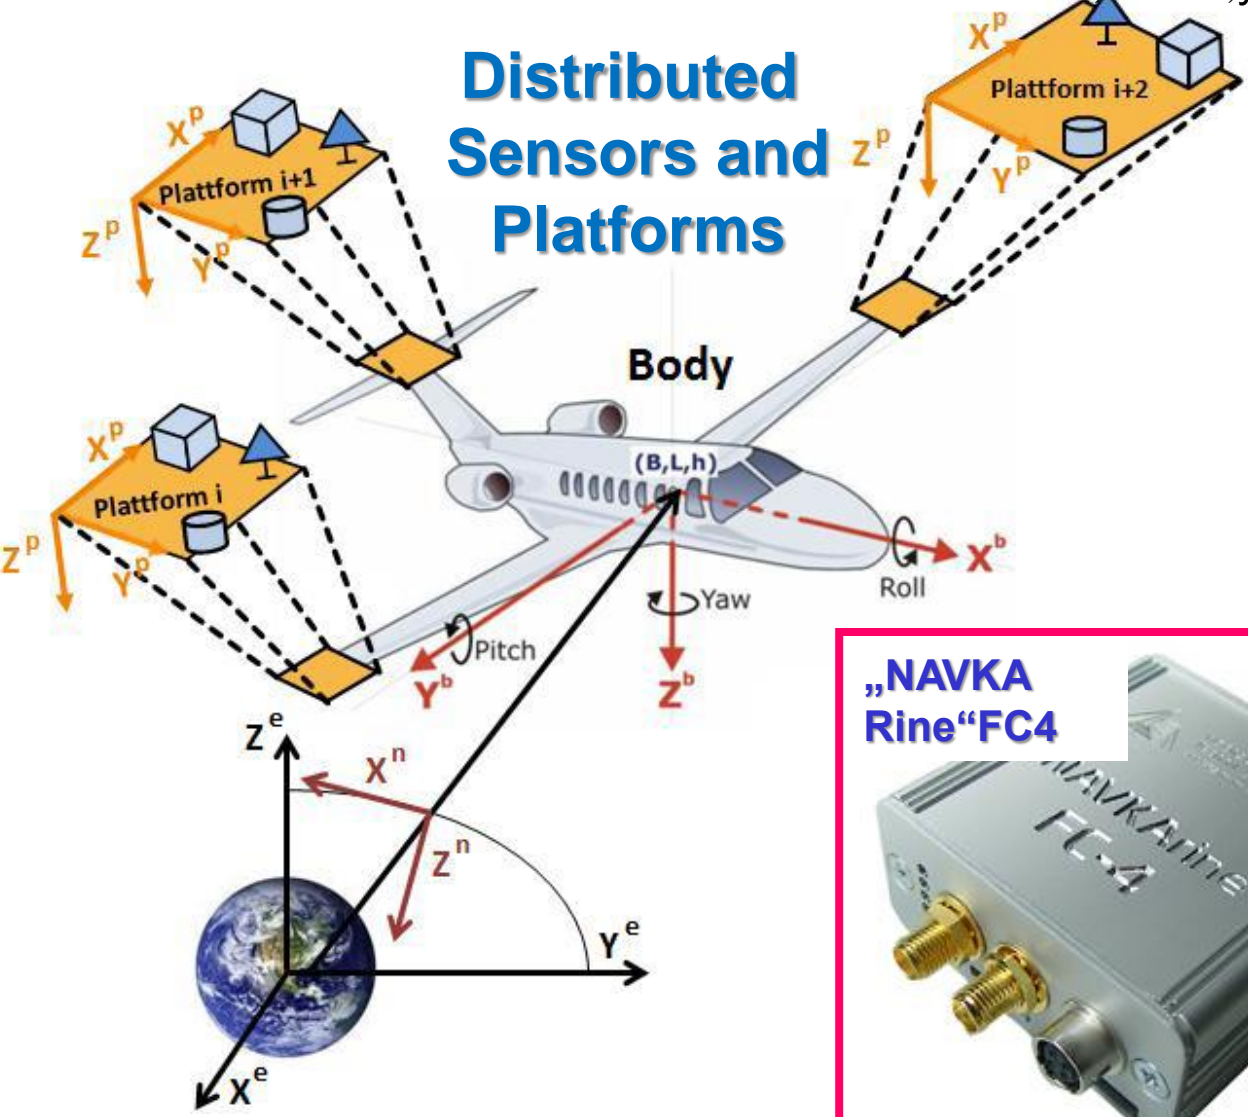 Distributed
Sensors and
Platforms
X^p
Plattform i+2
Z^p
Y^p
X^p
Plattform i+1
Z^p
Y^p
Body
(B,L,h)
X^p
Plattform i
Z^p
Y^p
X^b
Roll
Yaw
Pitch
Y^b
Z^b
„NAVKA
Rine“FC4
Z^e
X^n
Z^n
Y^e
X^e
NAVKArine
FC-4